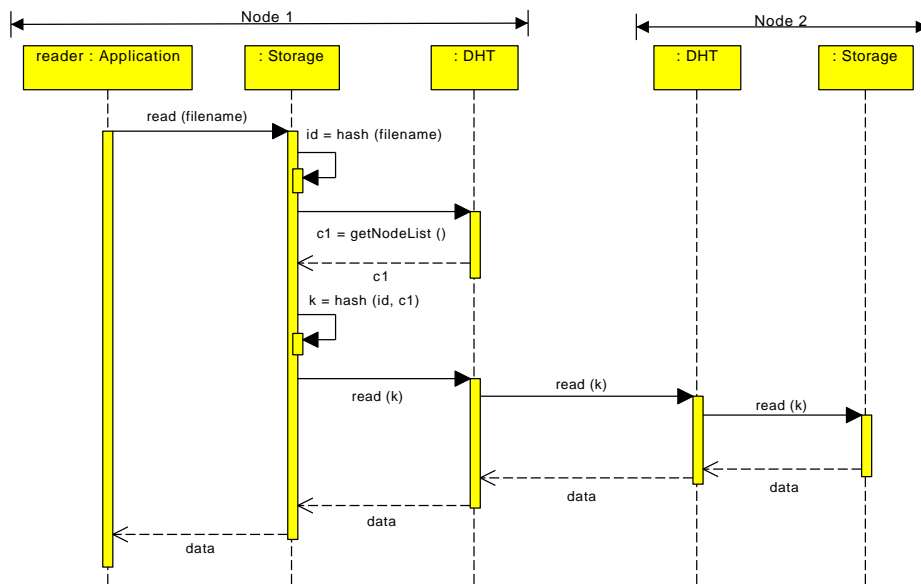 Node 1
Node 2
reader : Application
: Storage
: DHT
: DHT
: Storage
read (filename)
id = hash (filename)
c1 = getNodeList ()
c1
k = hash (id, c1)
read (k)
read (k)
read (k)
data
data
data
data